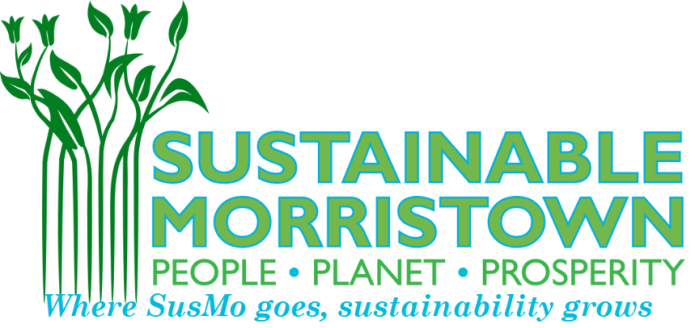 SUSTAINABLE
MORRISTOWN
PEOPLE • PLANET • PROSPERITY
Where SusMo goes, sustainability grows